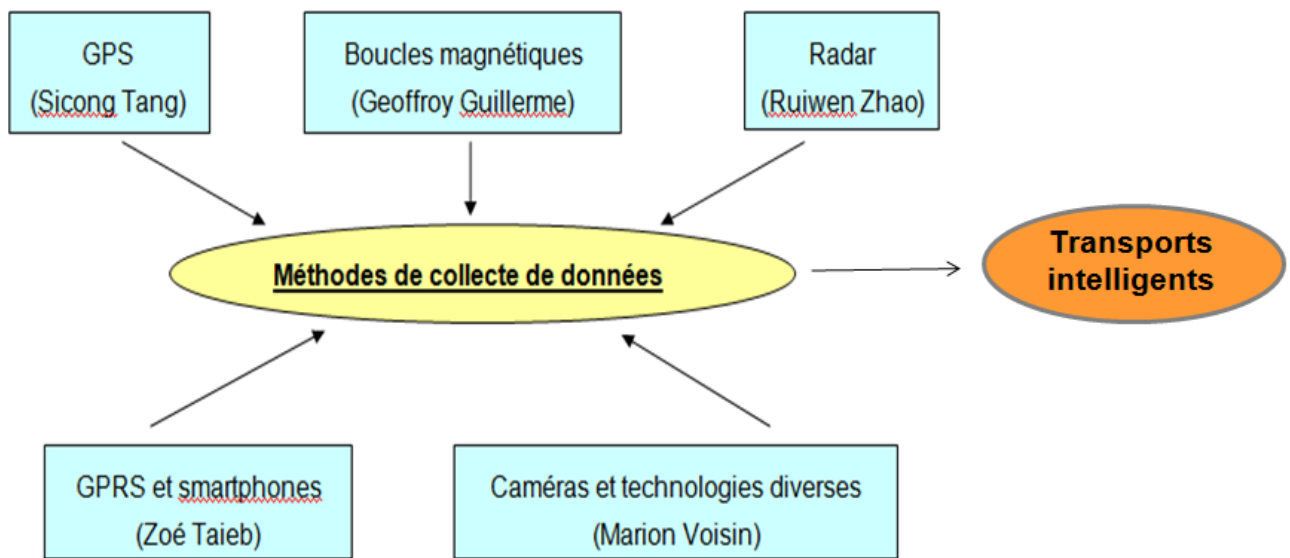 GPS
(Sicong Tang)
Boucles magnétiques
(Geoffroy Guillerme)
Radar
(Ruiwen Zhao)
Méthodes de collecte de données
Transports
intelligents
GPRS et smartphones
(Zoé Taieb)
Caméras et technologies diverses
(Marion Voisin)